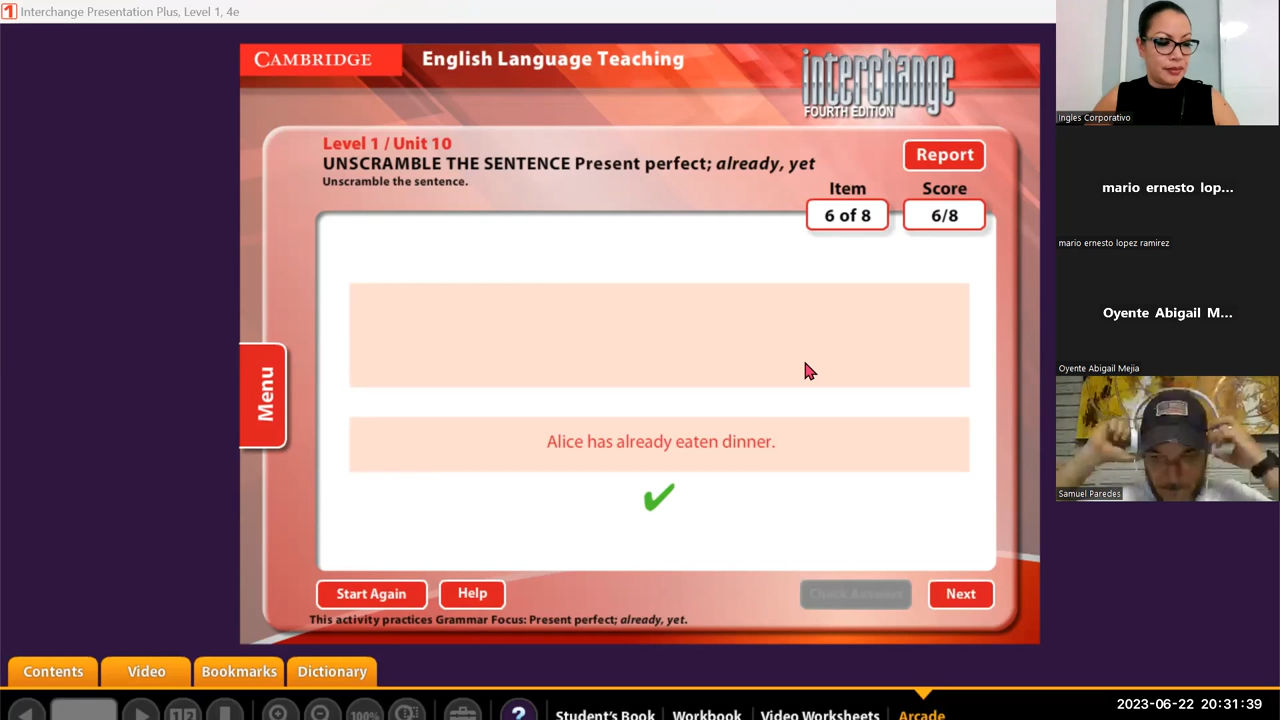 Interchange Presentation Plus, Level 1, 4e
CAMBRIDGE
English Language Teaching
interchange
FOURTH EDITION
Level 1 / Unit 10
UNSCRAMBLE THE SENTENCE Present perfect; already, yet
Unscramble the sentence.
Report
Item
Score
6 of 8
6/8
Menu
Alice has already eaten dinner.
Start Again
Help
Check Answer
Next
This activity practices Grammar Focus: Present perfect; already, yet.
Contents
Video
Bookmarks
Dictionary
100%
?
Student's Book
Workbook
Video Worksheets
Arcade
Ingles Corporativo
mario ernesto lop...
mario ernesto lopez ramirez
Oyente Abigail M...
Oyente Abigail Mejia
Samuel Paredes
2023-06-22 20:31:39